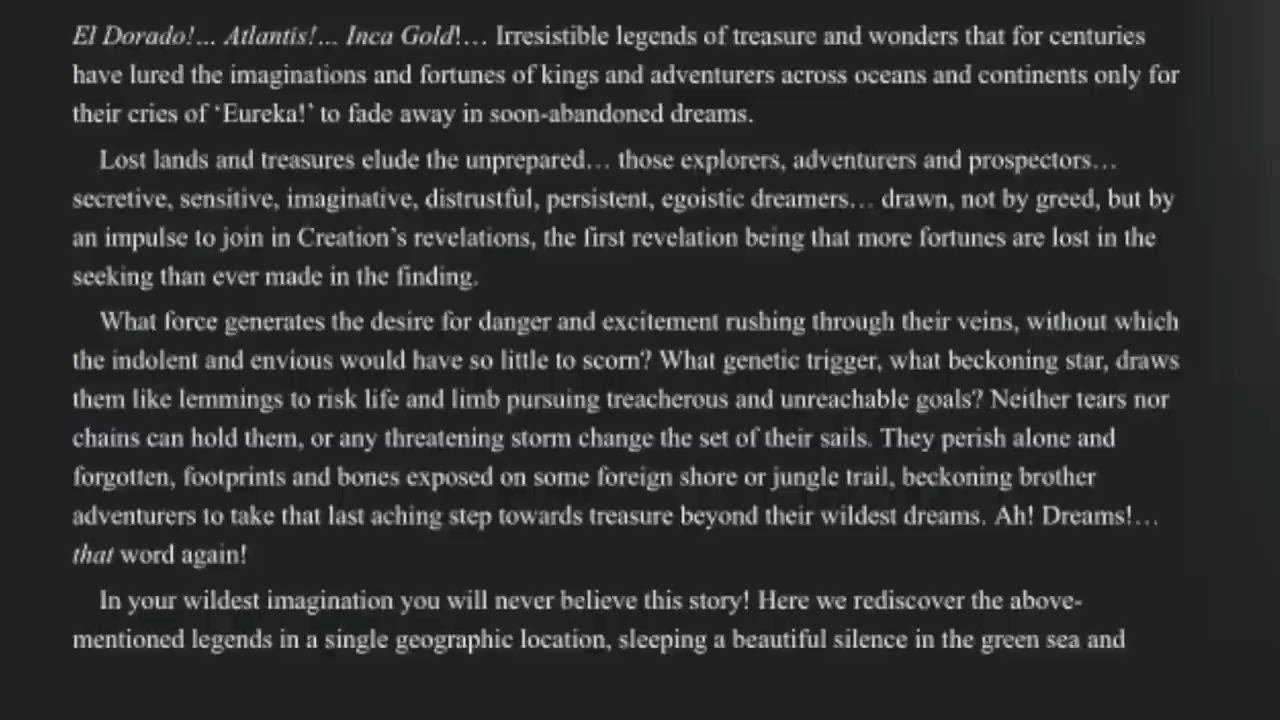 El Dorado!... Atlantis!... Inca Gold!... Irresistible legends of treasure and wonders that for centuries
have lured the imaginations and fortunes of kings and adventurers across oceans and continents only for
their cries of ‘Eureka!’ to fade away in soon-abandoned dreams.
Lost lands and treasures elude the unprepared… those explorers, adventurers and prospectors…
secretive, sensitive, imaginative, distrustful, persistent, egoistic dreamers… drawn, not by greed, but by
an impulse to join in Creation’s revelations, the first revelation being that more fortunes are lost in the
seeking than ever made in the finding.
What force generates the desire for danger and excitement rushing through their veins, without which
the indolent and envious would have so little to scorn? What genetic trigger, what beckoning star, draws
them like lemmings to risk life and limb pursuing treacherous and unreachable goals? Neither tears nor
chains can hold them, or any threatening storm change the set of their sails. They perish alone and
forgotten, footprints and bones exposed on some foreign shore or jungle trail, beckoning brother
adventurers to take that last aching step towards treasure beyond their wildest dreams. Ah! Dreams!…
that word again!
In your wildest imagination you will never believe this story! Here we rediscover the above-
mentioned legends in a single geographic location, sleeping a beautiful silence in the green sea and